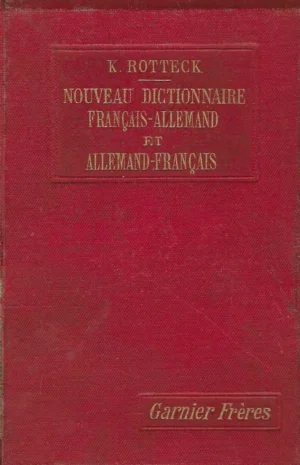 K. ROTTECK
NOUVEAU DICTIONNAIRE
FRANÇAIS-ALLEMAND
ET
ALLEMAND-FRANÇAIS
Garnier Frères